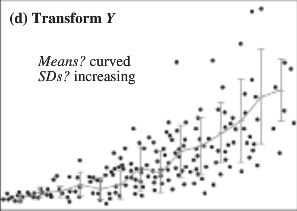 (d) Transform Y
Means? curved
SDs? increasing